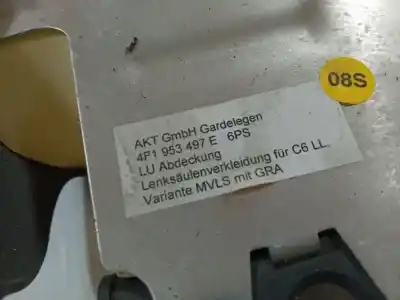 08S
AKT GmbH Gardelegen
4F1 953 497 E 6PS
LU Abdeckung
Lenksäulenverkleidung für C6 LL.
Variante MVLS mit GRA